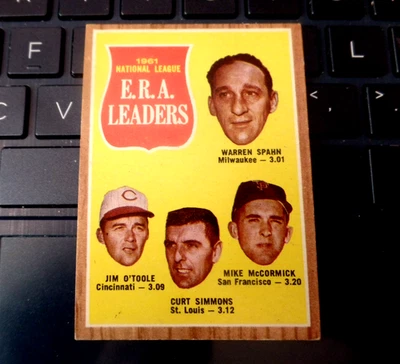 1961
NATIONAL LEAGUE
E.R.A.
LEADERS
WARREN SPAHN
Milwaukee — 3.01
JIM O'TOOLE
Cincinnati — 3.09
CURT SIMMONS
St. Louis — 3.12
MIKE McCORMICK
San Francisco — 3.20
C
F
G
H
L
C
V
<
>